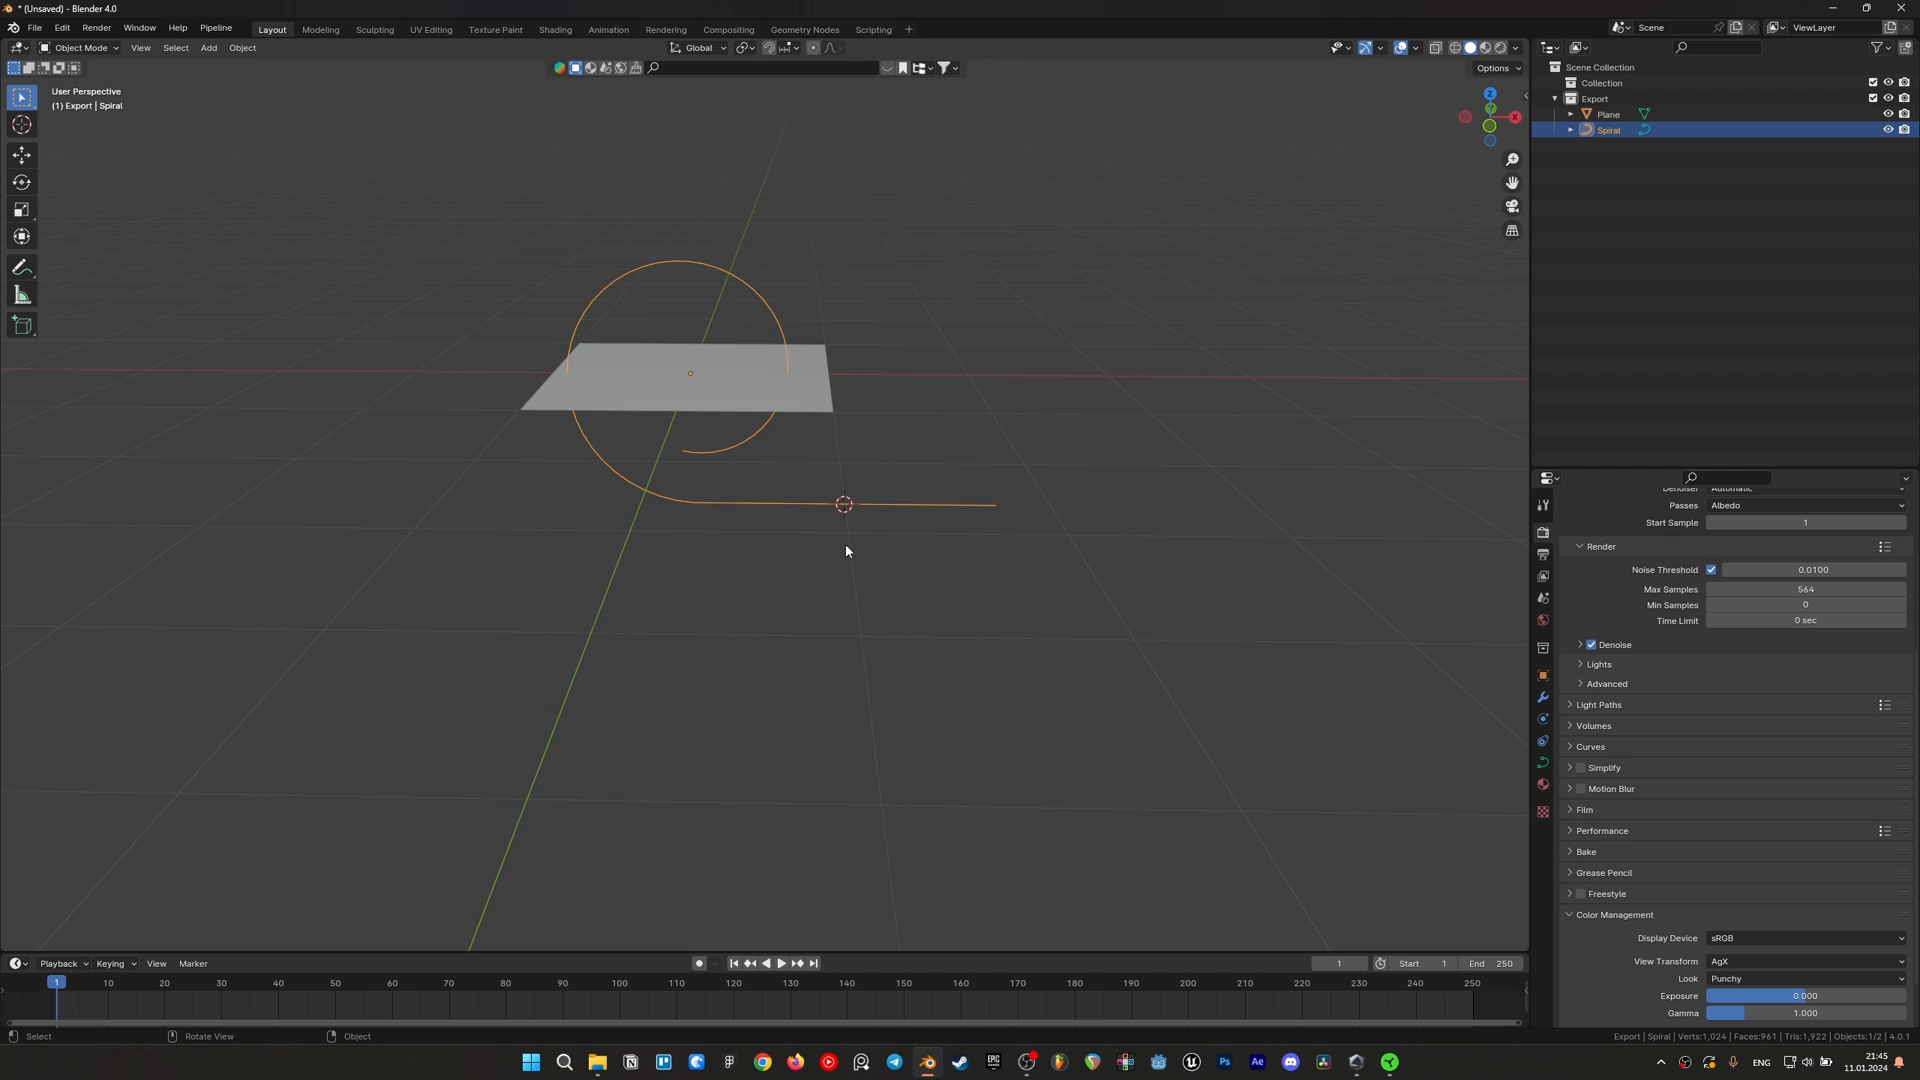 * (Unsaved) - Blender 4.0
File Edit Render Window Help Pipeline
Layout Modeling Sculpting UV Editing Texture Paint Shading Animation Rendering Compositing Geometry Nodes Scripting +
Scene ViewLayer
Object Mode View Select Add Object
Global
Options
User Perspective
(1) Export | Spiral
Z
Y
X
Scene Collection
Collection
Export
Plane
Spiral
Denoiser Automatic
Passes Albedo
Start Sample 1
Render
Noise Threshold 0.0100
Max Samples 564
Min Samples 0
Time Limit 0 sec
Denoise
Lights
Advanced
Light Paths
Volumes
Curves
Simplify
Motion Blur
Film
Performance
Bake
Grease Pencil
Freestyle
Color Management
Display Device sRGB
View Transform AgX
Look Punchy
Exposure 0.000
Gamma 1.000
Playback Keying View Marker
1 Start 1 End 250
1 10 20 30 40 50 60 70 80 90 100 110 120 130 140 150 160 170 180 190 200 210 220 230 240 250
Select Rotate View Object
Export | Spiral | Verts:1,024 | Faces:961 | Tris:1,922 | Objects:1/2 | 4.0.1
EPIC GAMES
Ps
Ae
ENG
21:45
11.01.2024